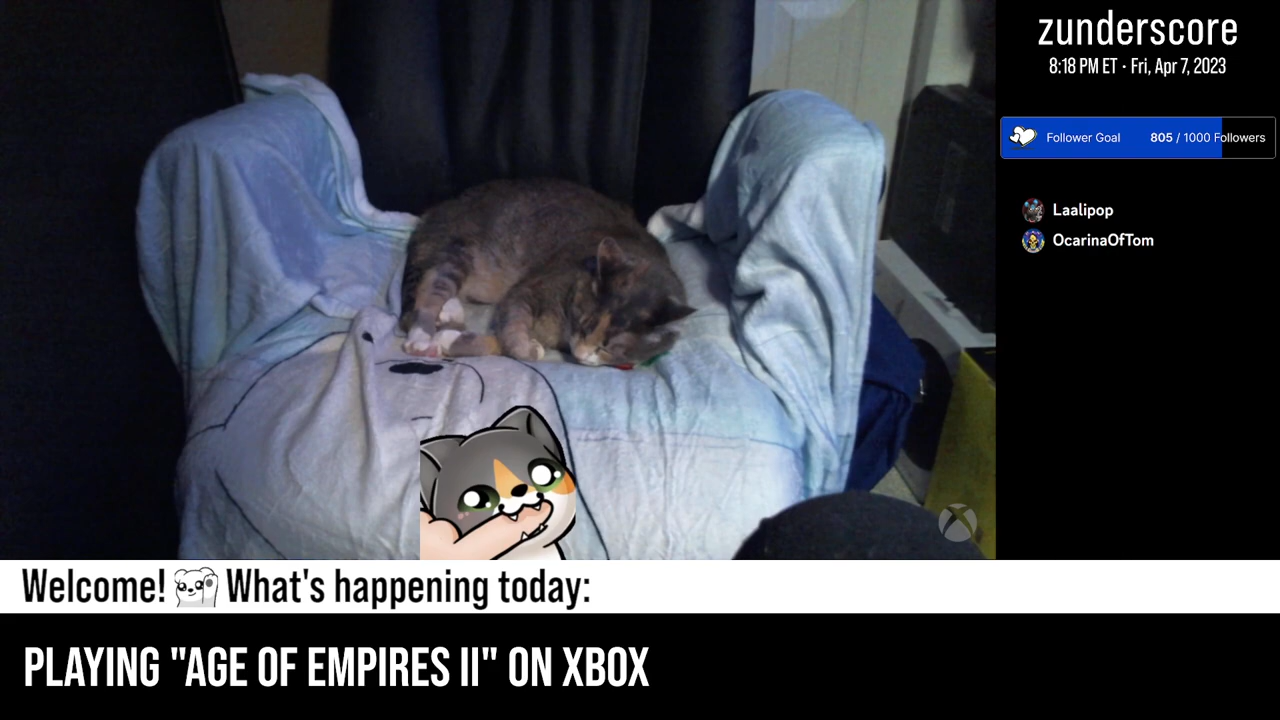 zunderscore
8:18 PM ET · Fri, Apr 7, 2023
Follower Goal 805 / 1000 Followers
Laalipop
OcarinaOfTom
Welcome! What's happening today:
PLAYING "AGE OF EMPIRES II" ON XBOX